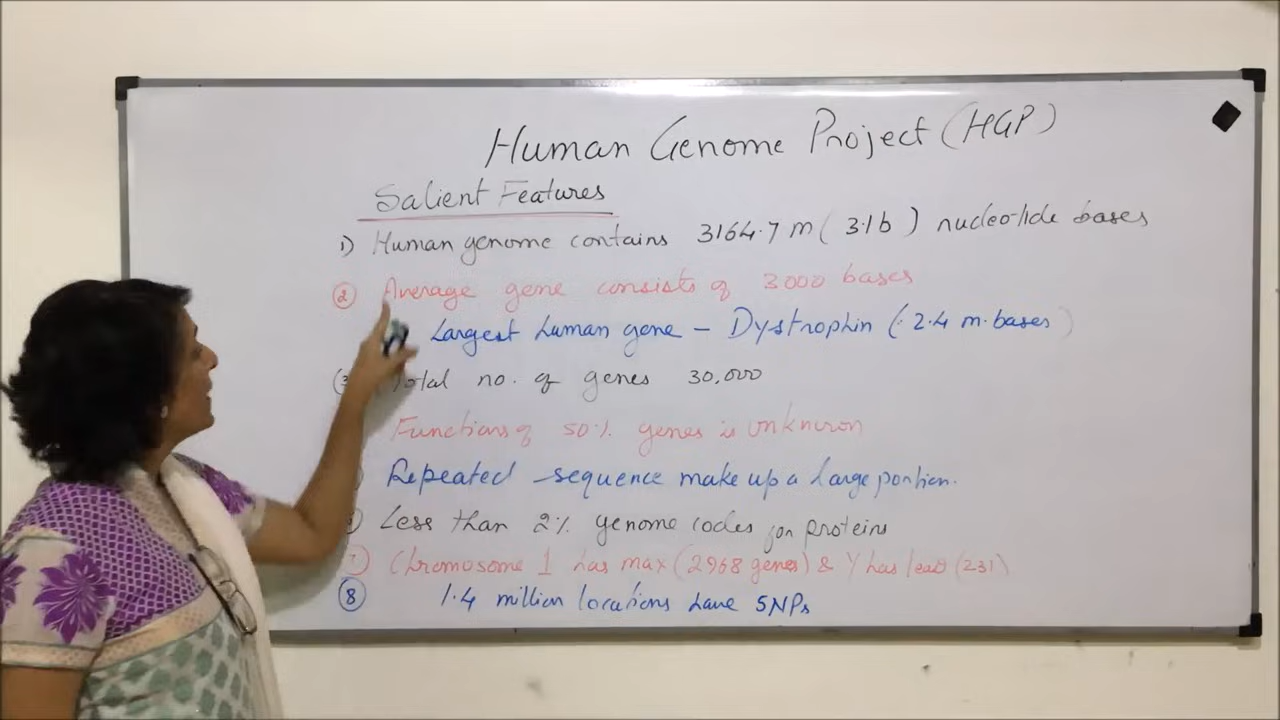 Human Genome Project (HGP)
Salient Features
1) Human genome contains 3164.7 m ( 3.1b ) nucleotide bases
② Average gene consists of 3000 bases
Largest human gene - Dystrophin (2.4 m.bases )
(3 Total no. of genes 30,000
Functions of 50% genes is unknown
Repeated sequence make up a large portion.
) Less than 2% genome codes for proteins
7) Chromosome 1 has max (2968 genes) & Y has least (231)
⑧ 1.4 million locations have SNPs